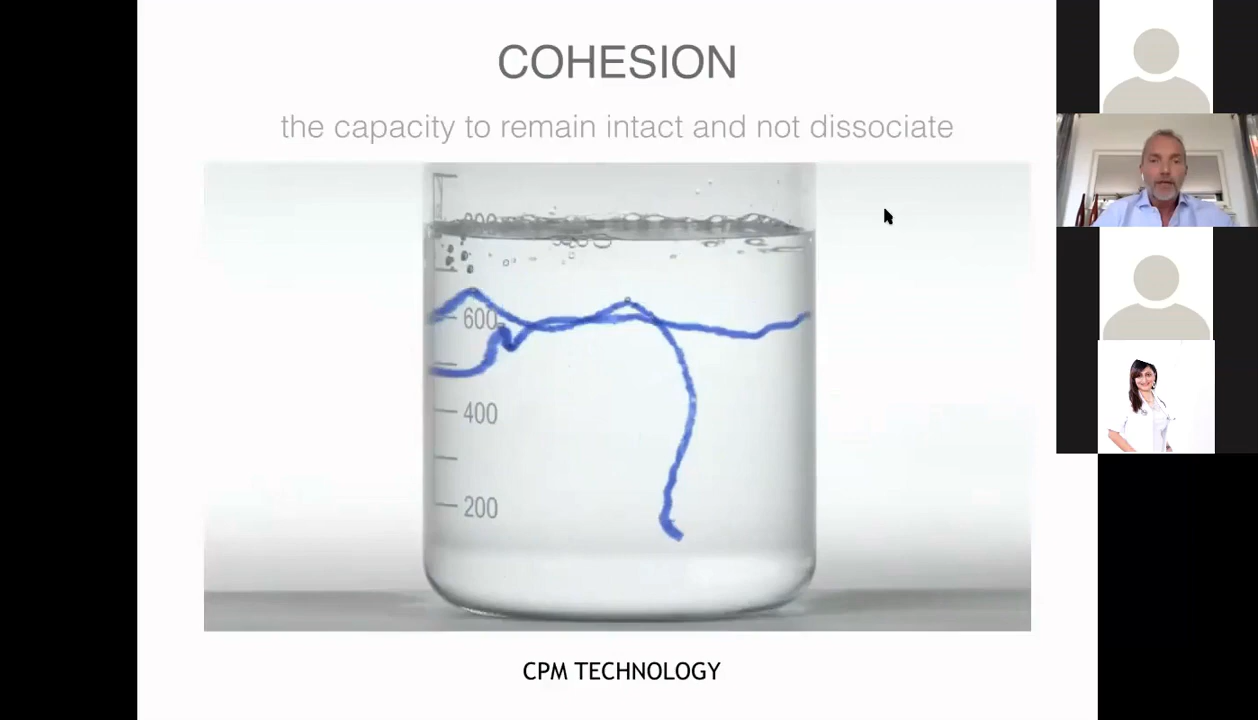 COHESION
the capacity to remain intact and not dissociate
600
400
200
CPM TECHNOLOGY